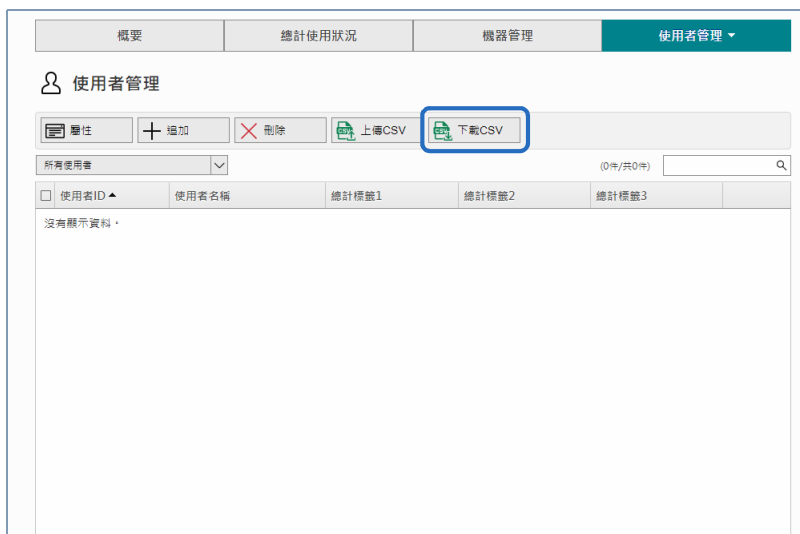 概要 總計使用狀況 機器管理 使用者管理
使用者管理
屬性 追加 刪除 CSV 上傳CSV CSV 下載CSV
所有使用者 (0件/共0件)
使用者ID 使用者名稱 總計標籤1 總計標籤2 總計標籤3
沒有顯示資料。